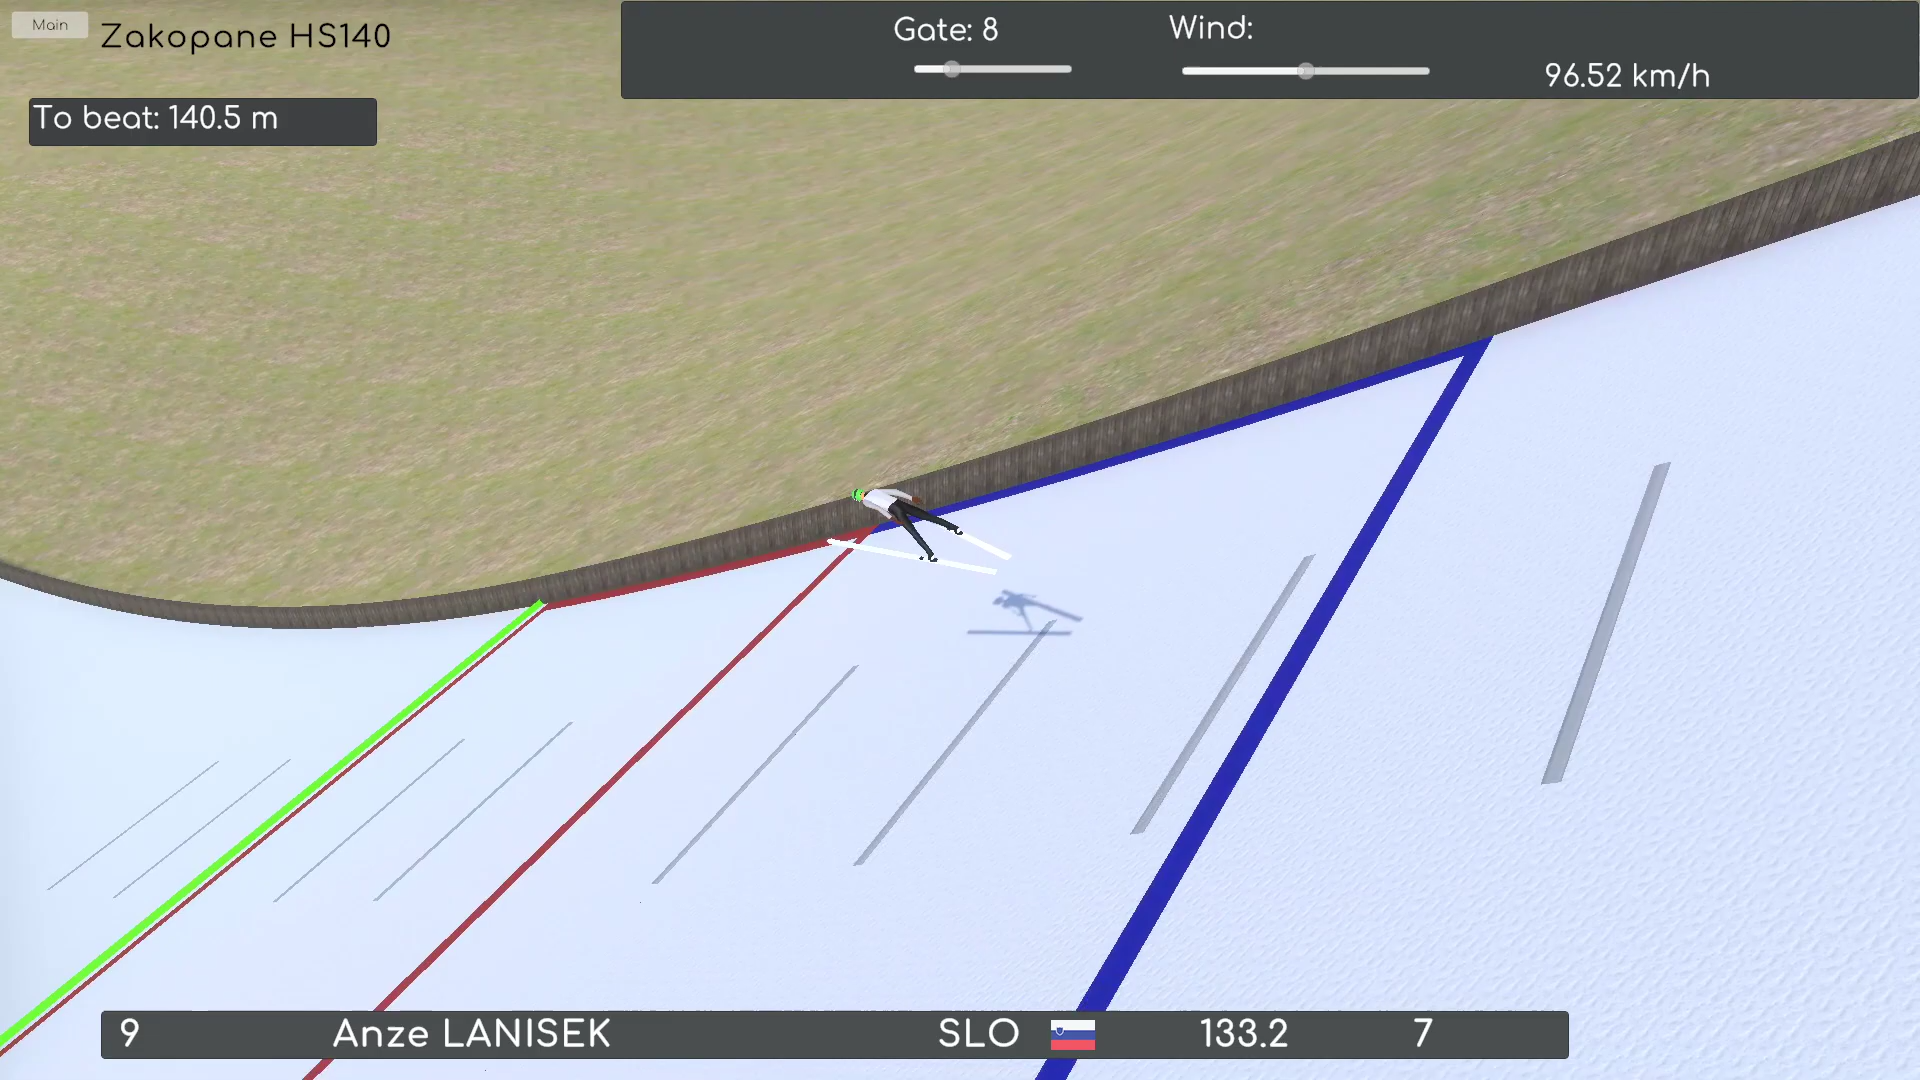 Main
Zakopane HS140
Gate: 8
Wind:
96.52 km/h
To beat: 140.5 m
9 Anze LANISEK SLO 133.2 7